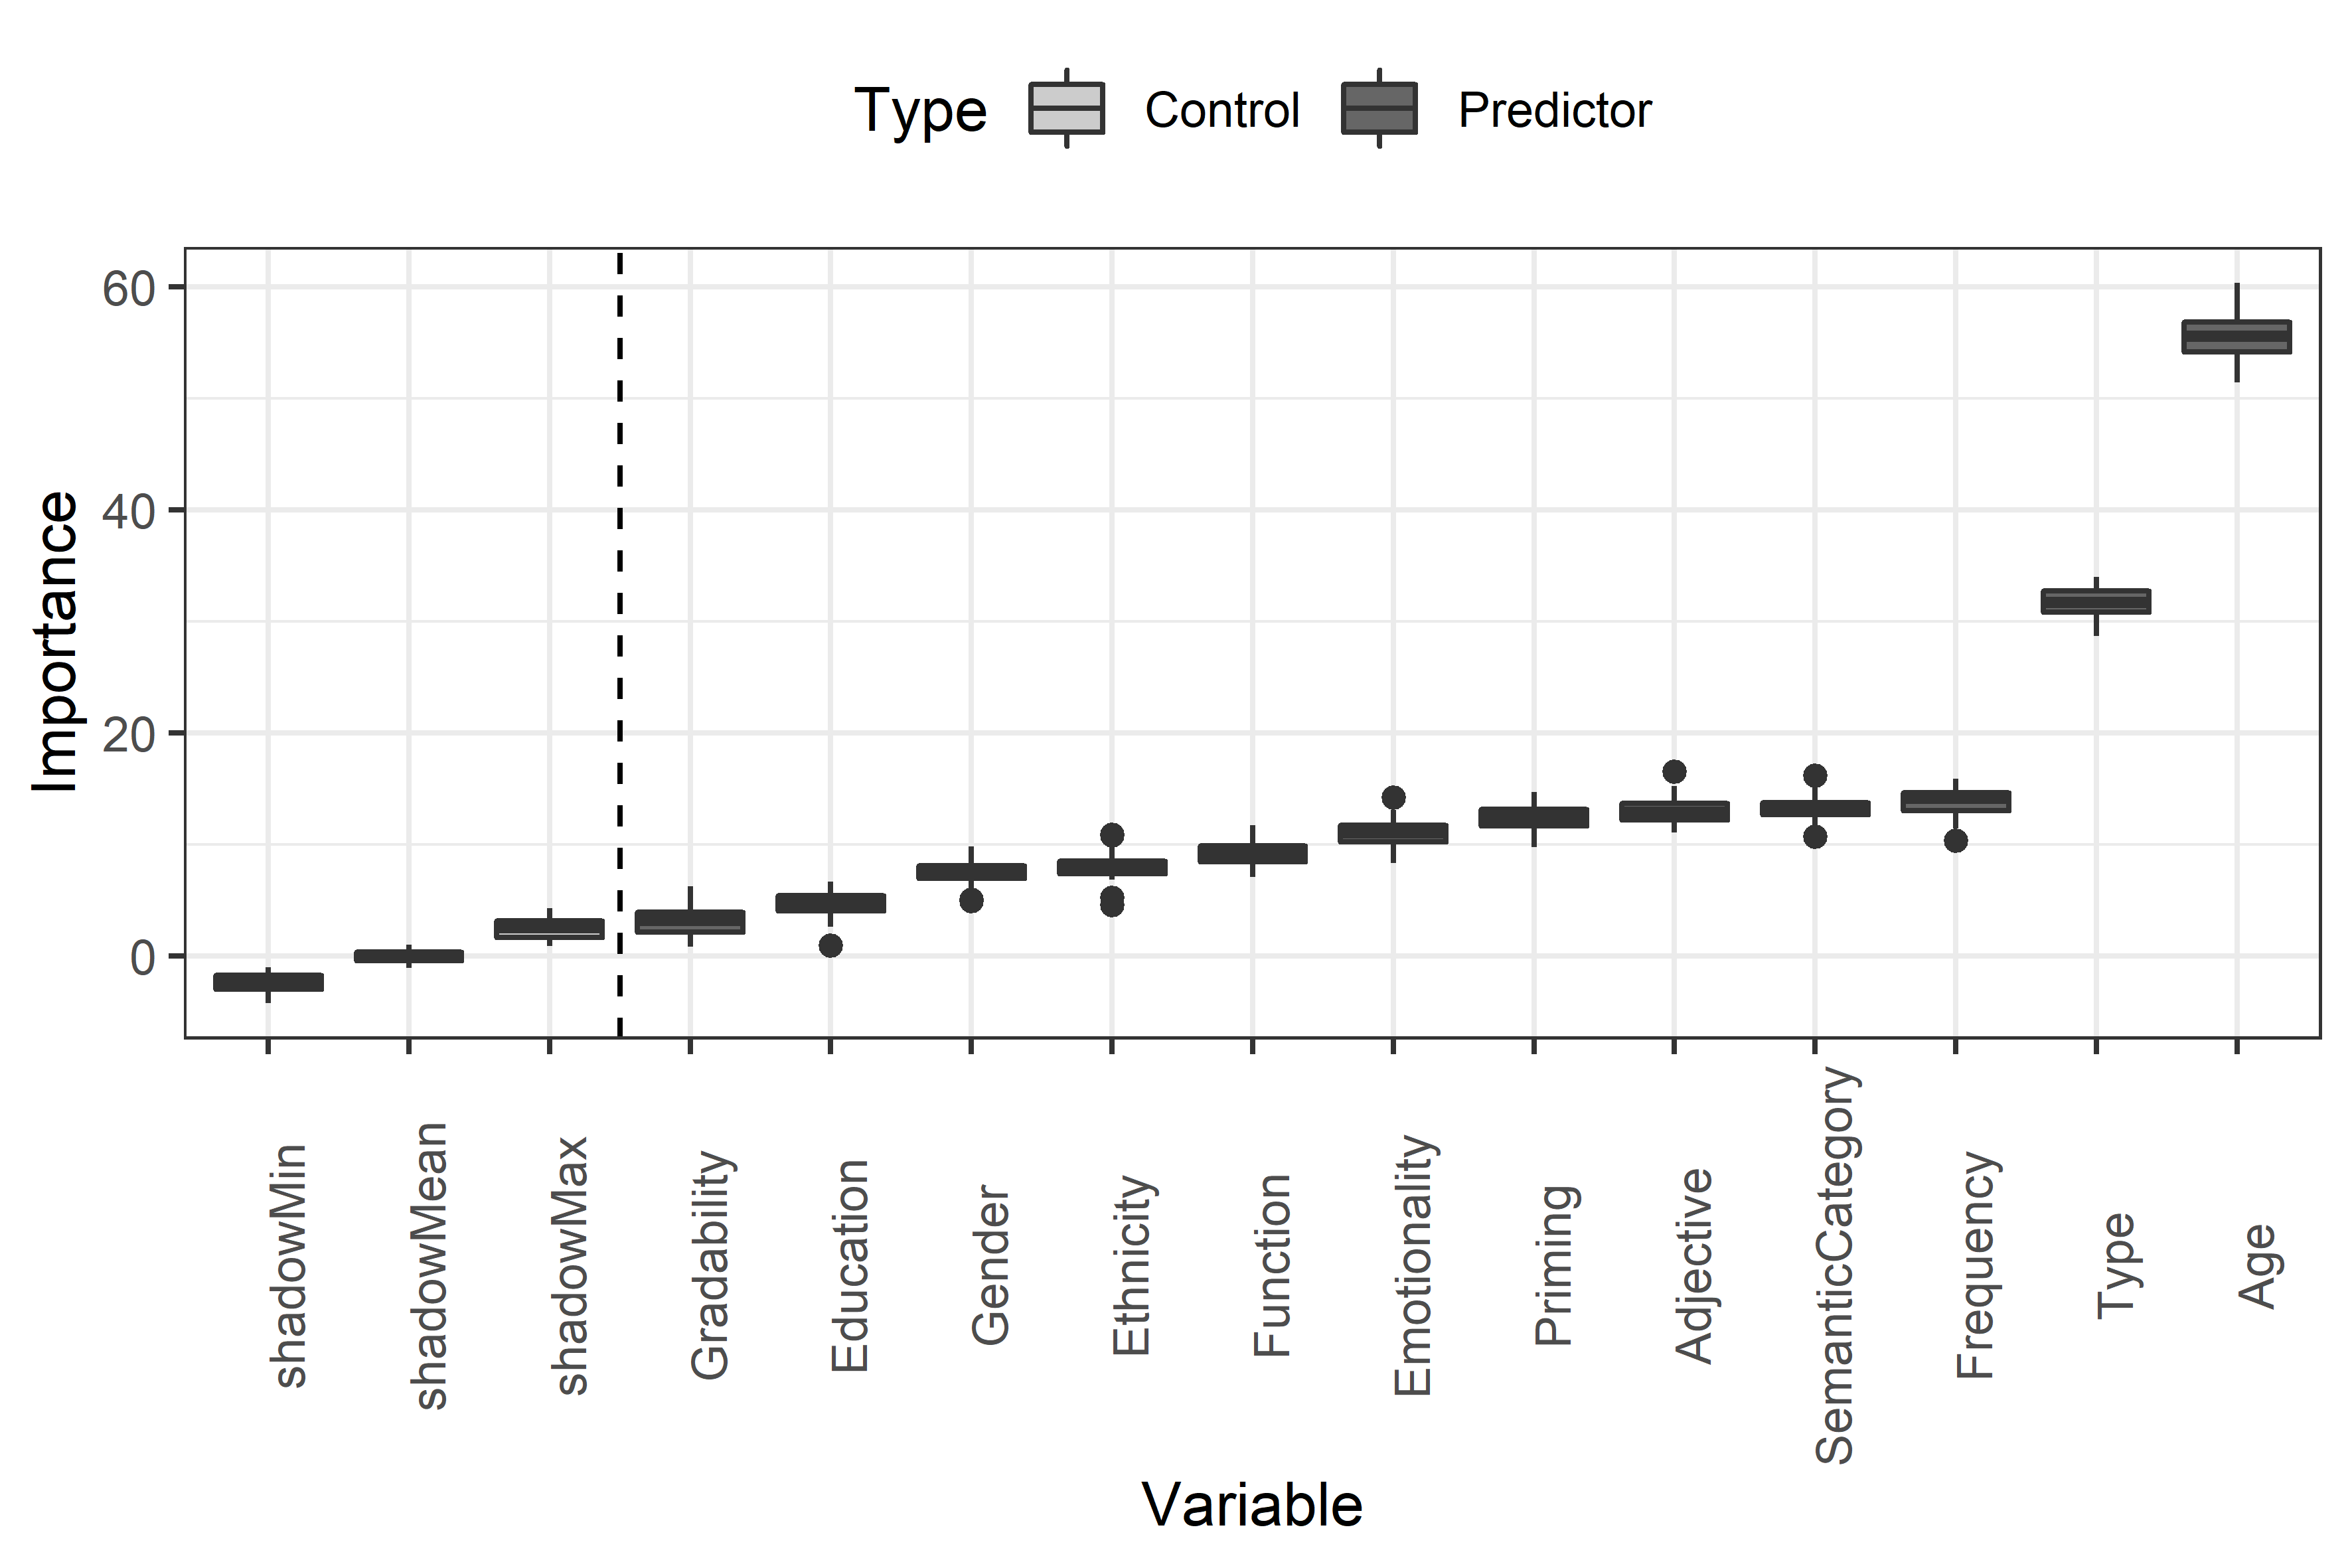 Type Control Predictor
60
40
20
0
Importance
shadowMin
shadowMean
shadowMax
Gradability
Education
Gender
Ethnicity
Function
Emotionality
Priming
Adjective
SemanticCategory
Frequency
Type
Age
Variable